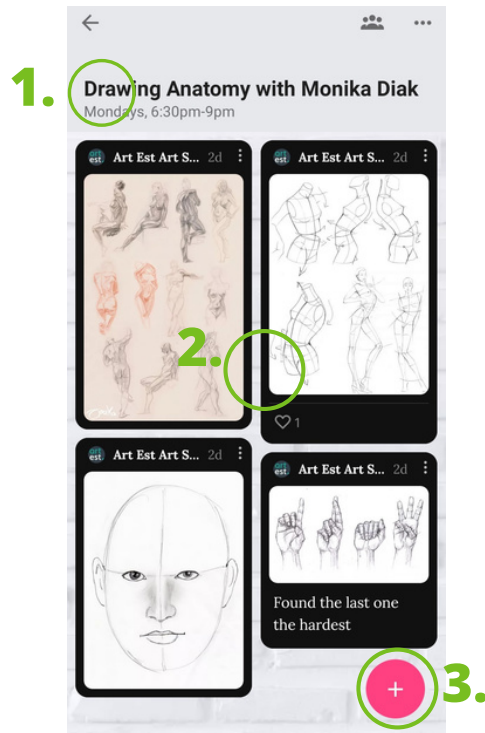 1.
Drawing Anatomy with Monika Diak
Mondays, 6:30pm-9pm
art est Art Est Art S... 2d
art est Art Est Art S... 2d
2.
1
art est Art Est Art S... 2d
art est Art Est Art S... 2d
Found the last one
the hardest
+
3.